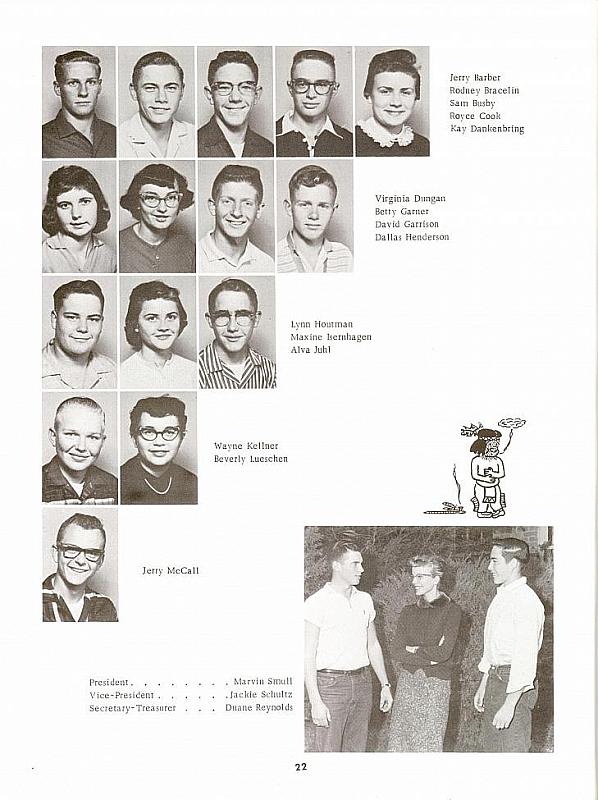 Jerry Barber
Rodney Bracelin
Sam Busby
Royce Cook
Kay Dankenbring
Virginia Dungan
Betty Garner
David Garrison
Dallas Henderson
Lynn Houtman
Maxine Isernhagen
Alva Juhl
Wayne Kellner
Beverly Lueschen
Jerry McCall
President . . . . . . . . Marvin Smull
Vice-President . . . . . . Jackie Schultz
Secretary-Treasurer . . . Duane Reynolds
22